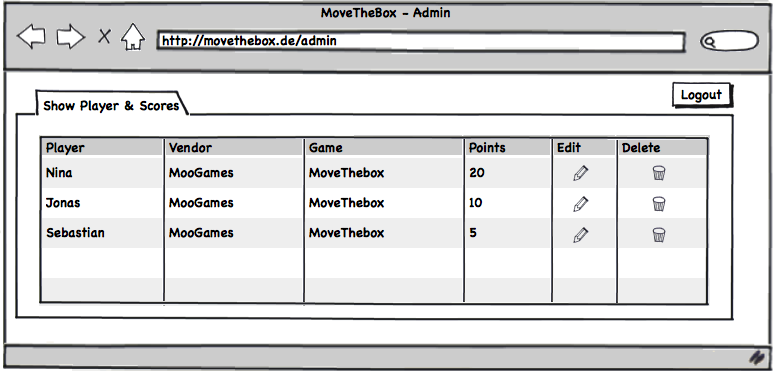 MoveTheBox - Admin
http://movethebox.de/admin
Logout
Show Player & Scores
Player Vendor Game Points Edit Delete
Nina MooGames MoveThebox 20
Jonas MooGames MoveThebox 10
Sebastian MooGames MoveThebox 5